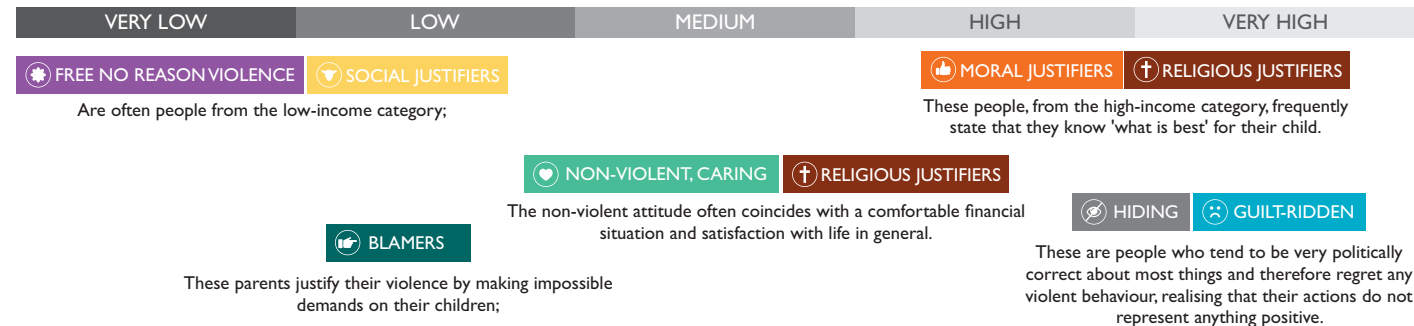 VERY LOW LOW MEDIUM HIGH VERY HIGH
FREE NO REASON VIOLENCE SOCIAL JUSTIFIERS
Are often people from the low-income category;
MORAL JUSTIFIERS RELIGIOUS JUSTIFIERS
These people, from the high-income category, frequently
state that they know 'what is best' for their child.
NON-VIOLENT, CARING RELIGIOUS JUSTIFIERS
The non-violent attitude often coincides with a comfortable financial
situation and satisfaction with life in general.
BLAMERS
These parents justify their violence by making impossible
demands on their children;
HIDING GUILT-RIDDEN
These are people who tend to be very politically
correct about most things and therefore regret any
violent behaviour, realising that their actions do not
represent anything positive.